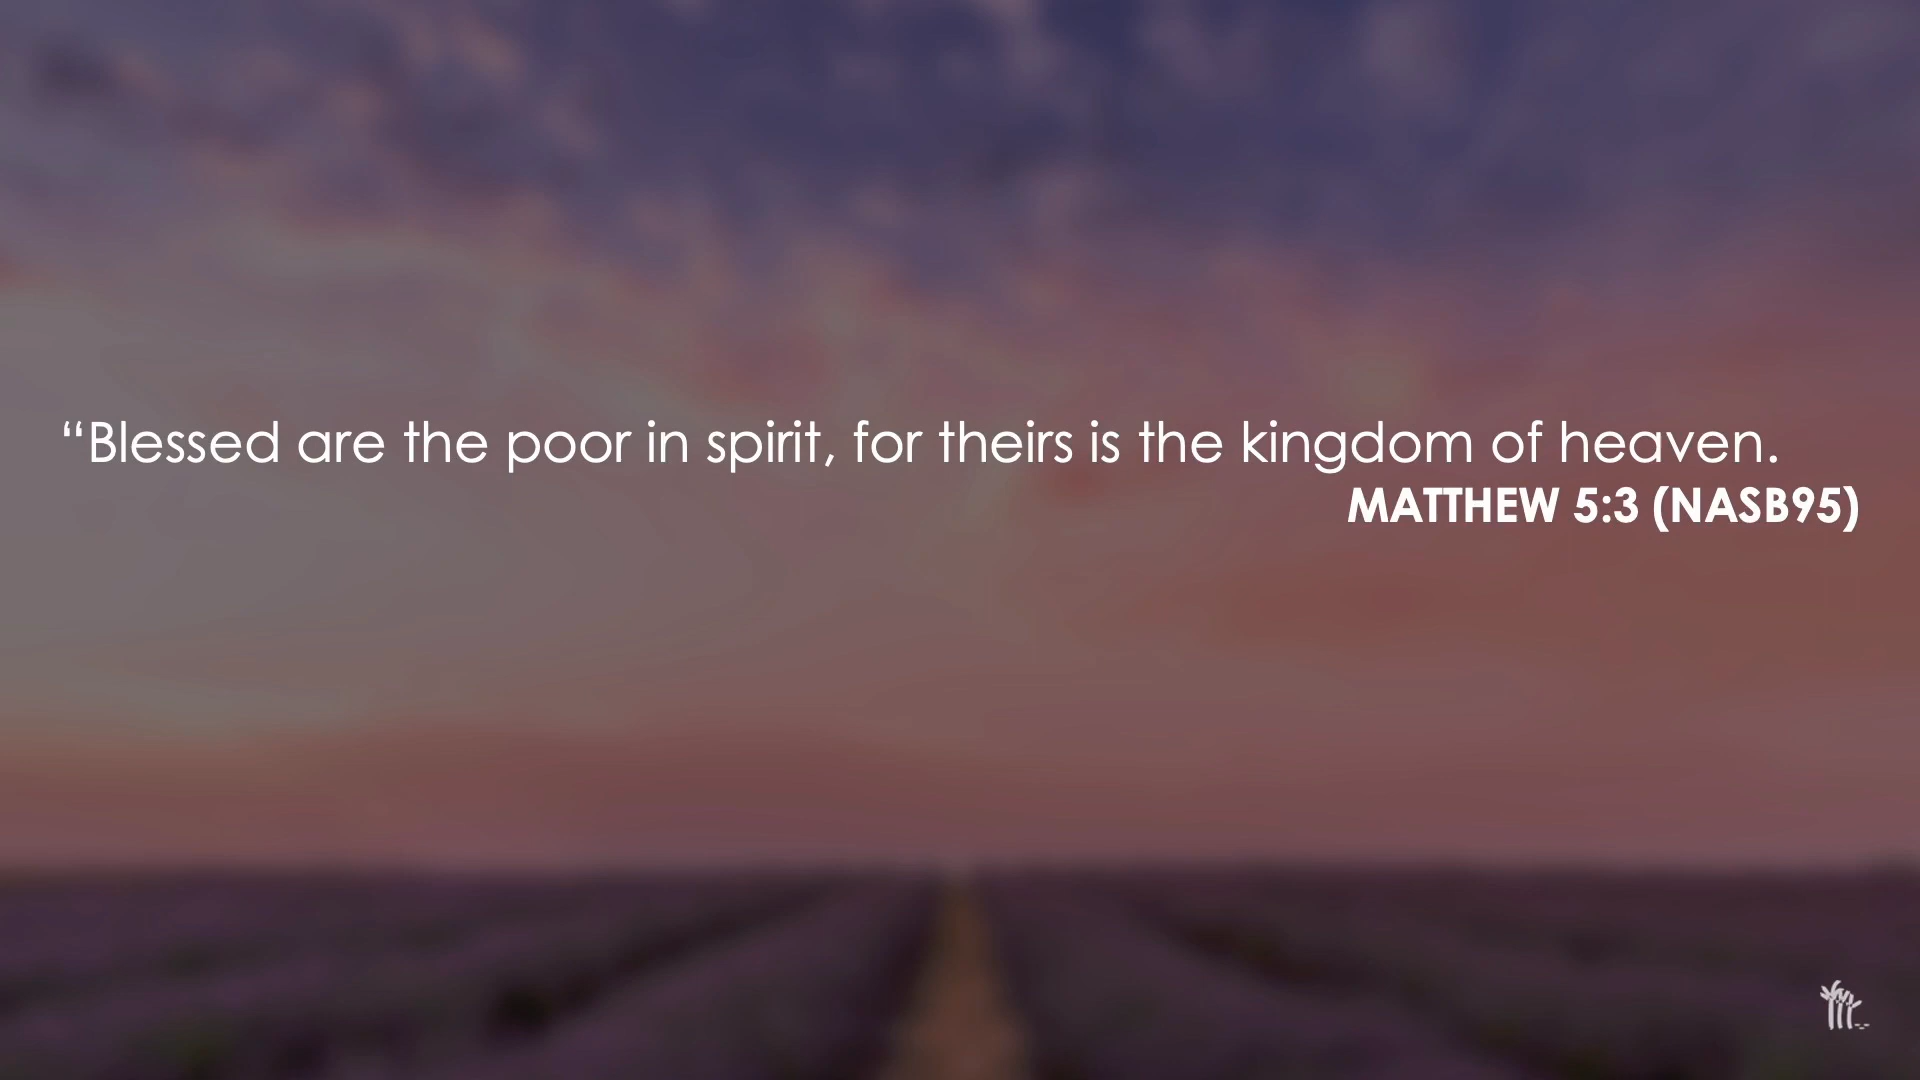 “Blessed are the poor in spirit, for theirs is the kingdom of heaven.
MATTHEW 5:3 (NASB95)